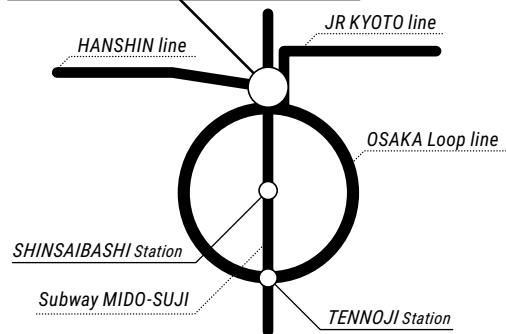 JR KYOTO line
HANSHIN line
OSAKA Loop line
SHINSAIBASHI Station
Subway MIDO-SUJI
TENNOJI Station